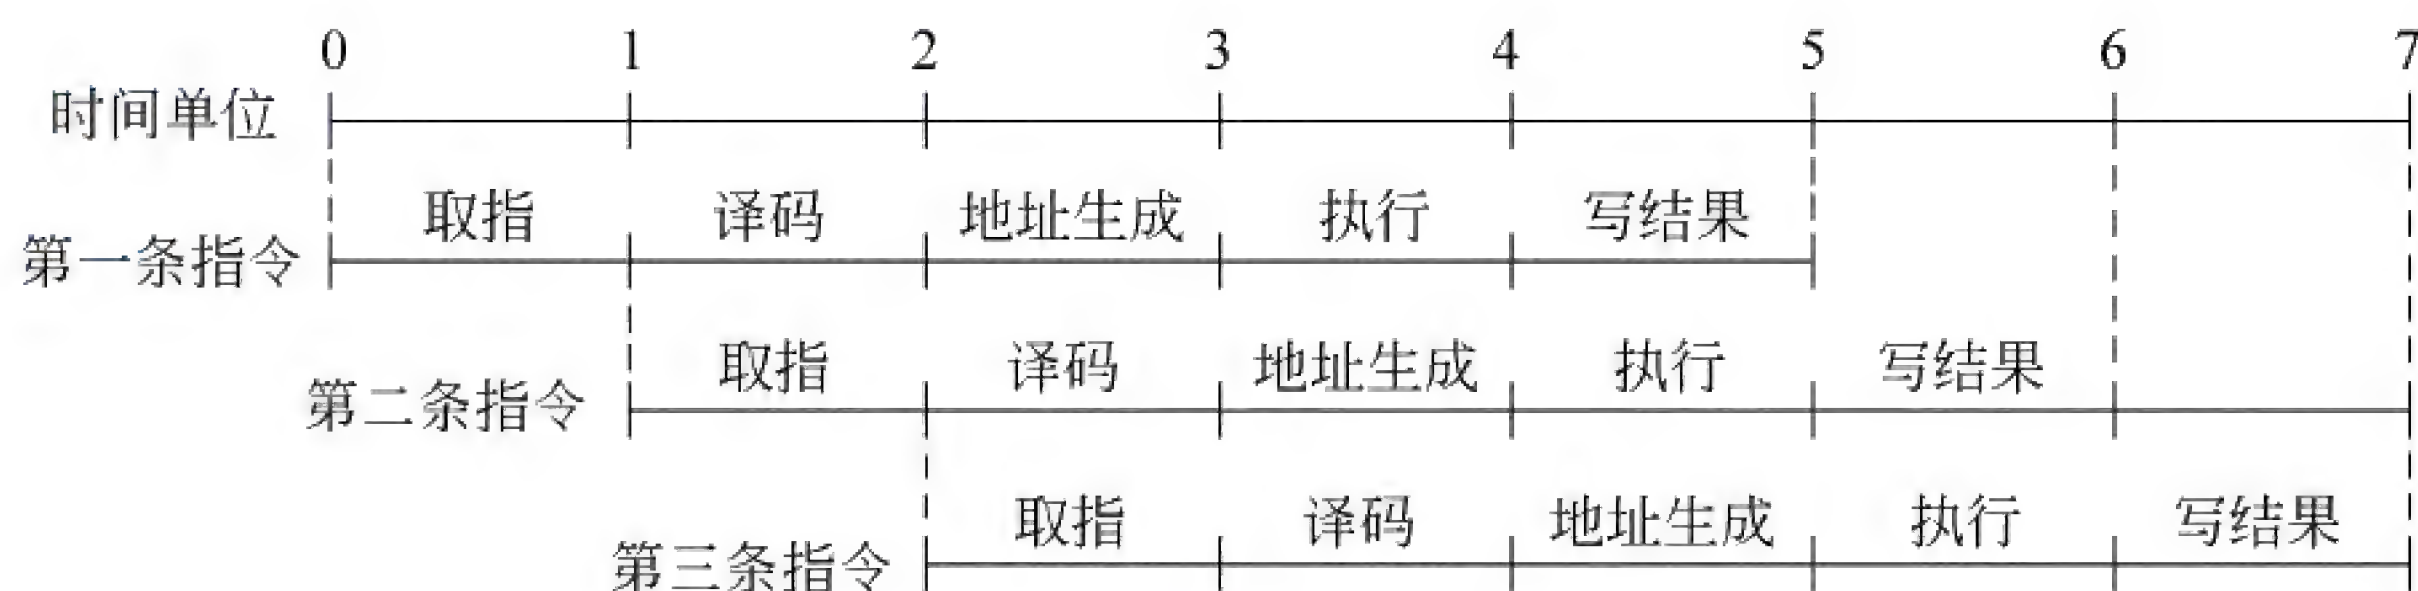 0 1 2 3 4 5 6 7
时间单位
取指 译码 地址生成 执行 写结果
第一条指令
取指 译码 地址生成 执行 写结果
第二条指令
取指 译码 地址生成 执行 写结果
第三条指令